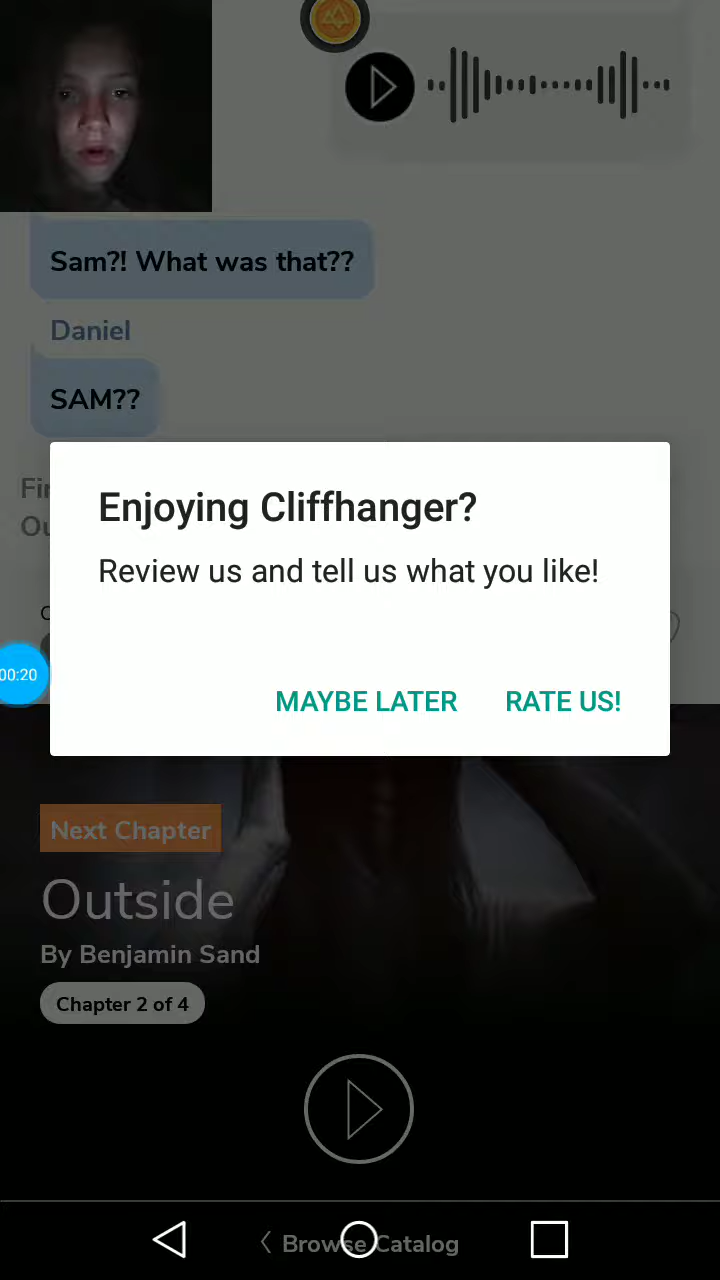 Sam?! What was that??
Daniel
SAM??
Enjoying Cliffhanger?
Review us and tell us what you like!
00:20
MAYBE LATER RATE US!
Next Chapter
Outside
By Benjamin Sand
Chapter 2 of 4
Browse Catalog